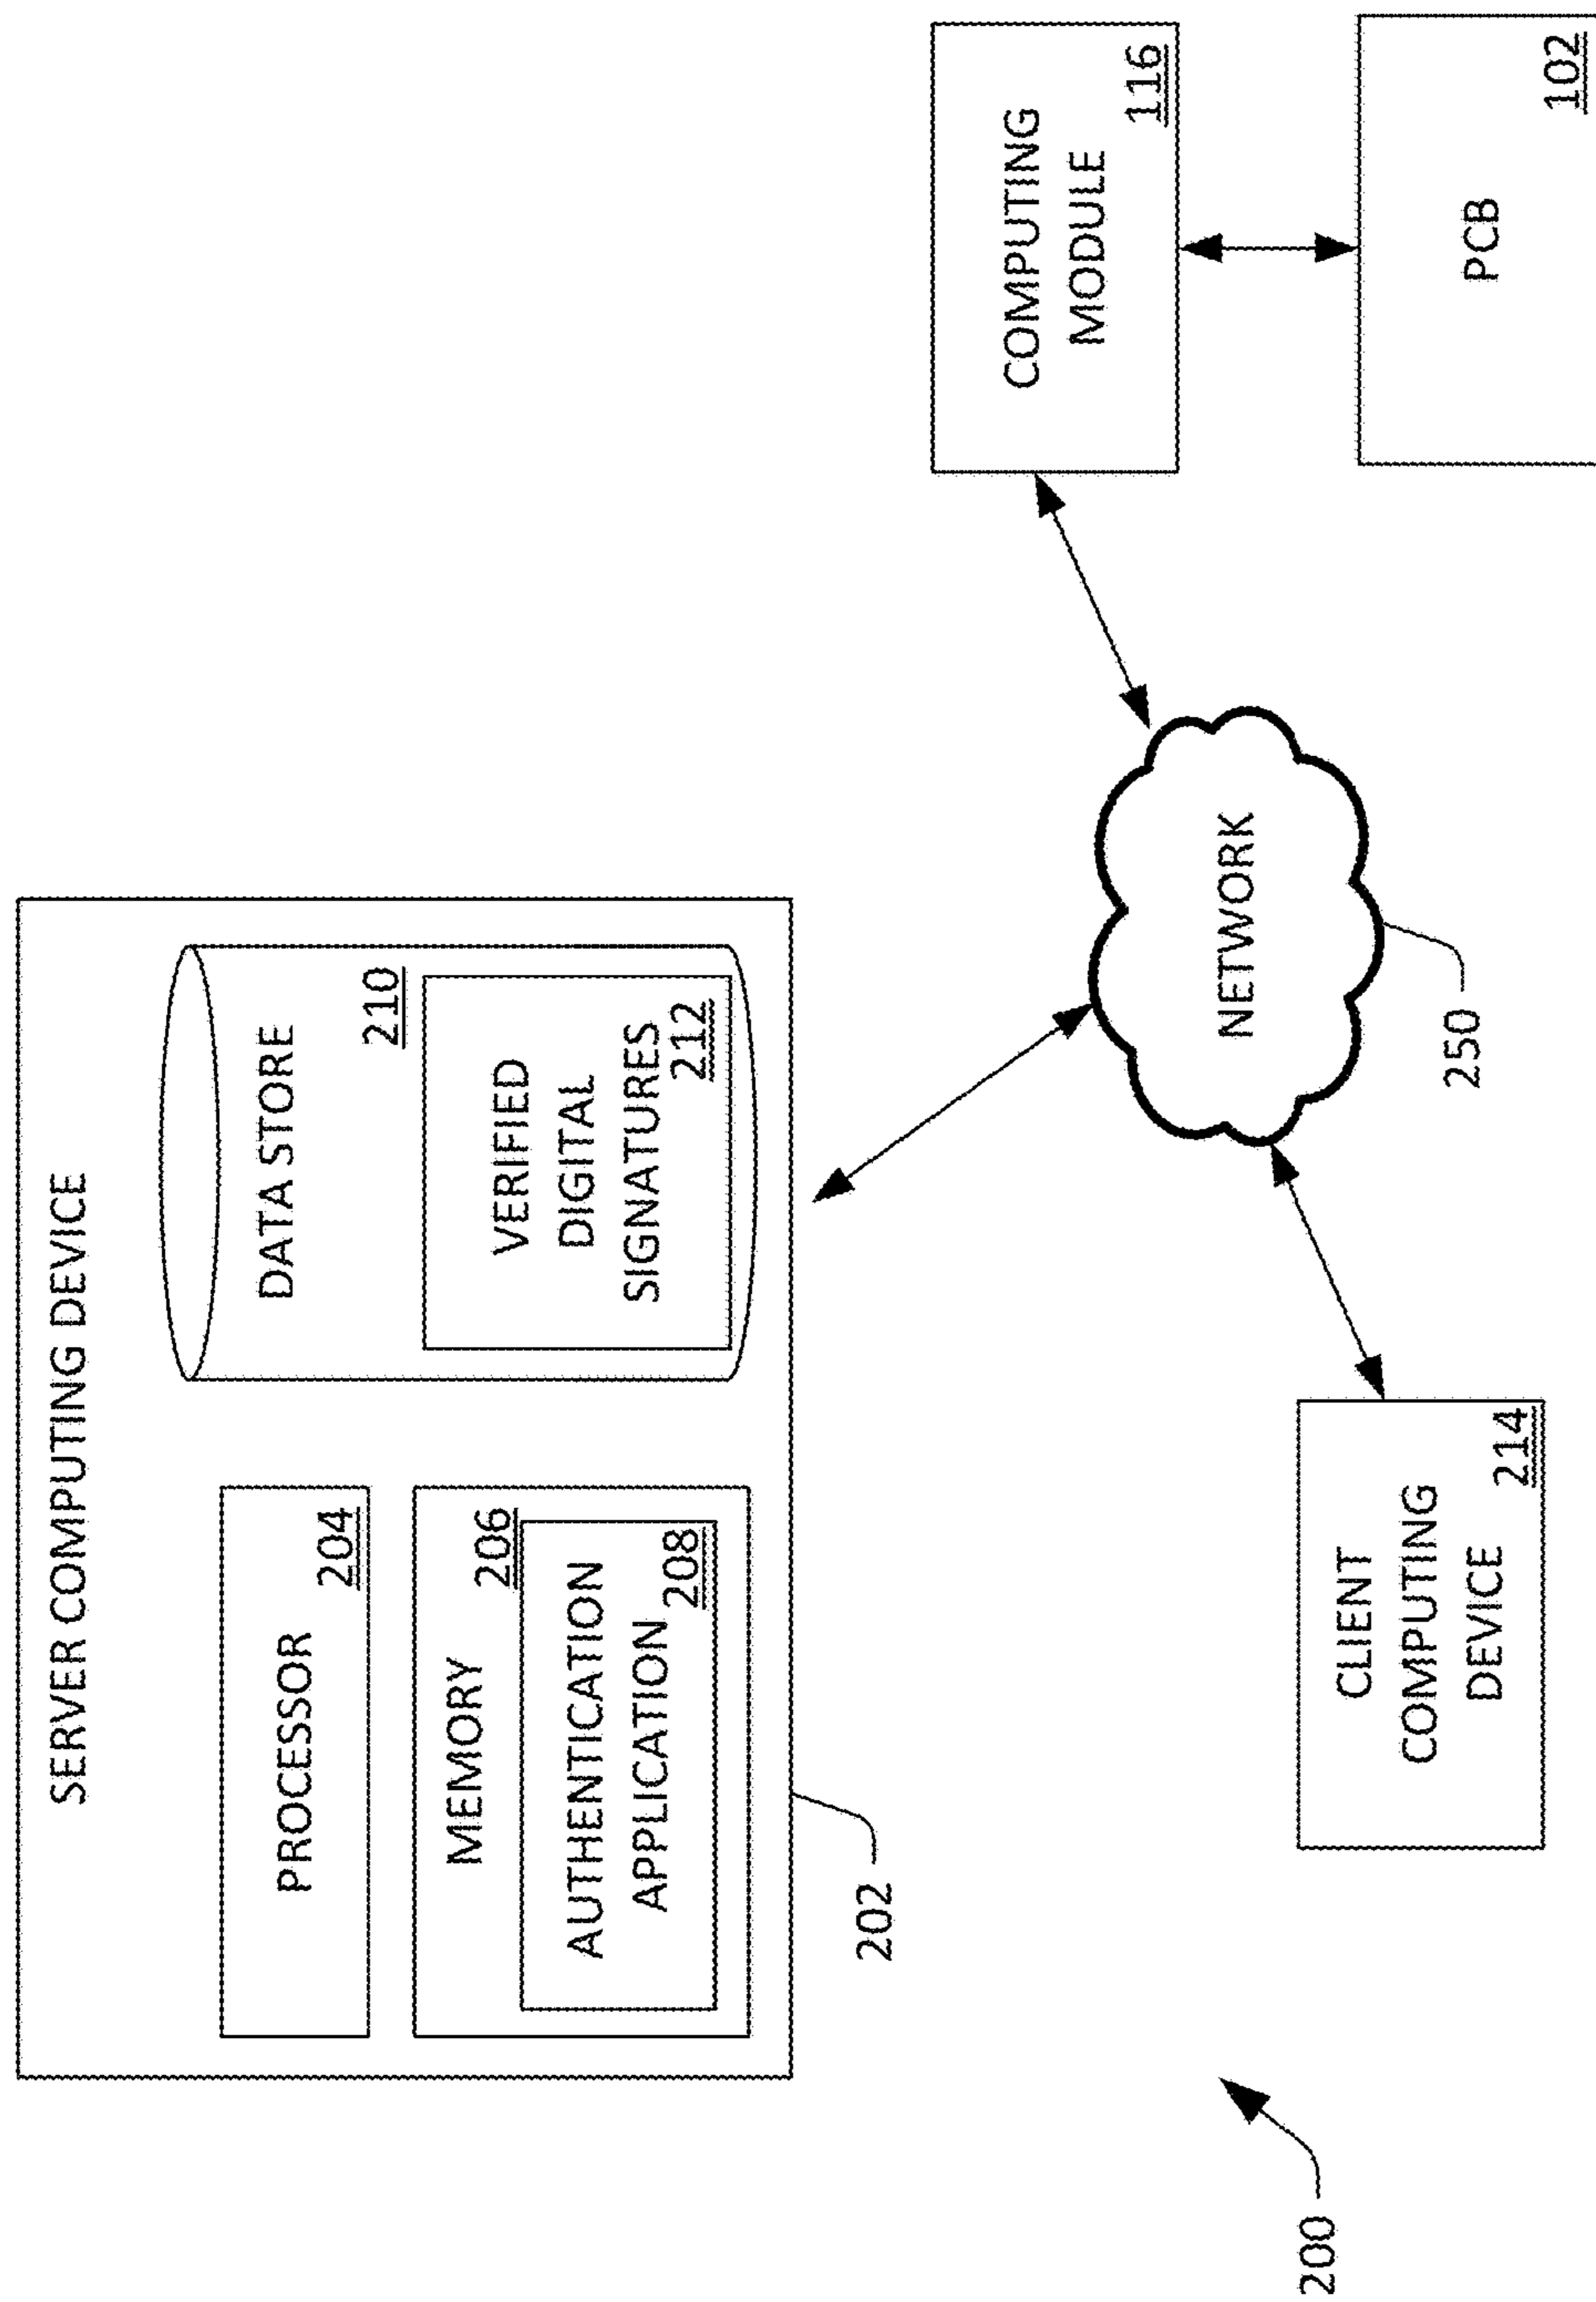 SERVER COMPUTING DEVICE
PROCESSOR
204
MEMORY
206
AUTHENTICATION
APPLICATION
208
DATA STORE
210
VERIFIED
DIGITAL
SIGNATURES
212
202
NETWORK
250
CLIENT
COMPUTING
DEVICE
214
COMPUTING
MODULE
116
PCB
102
200